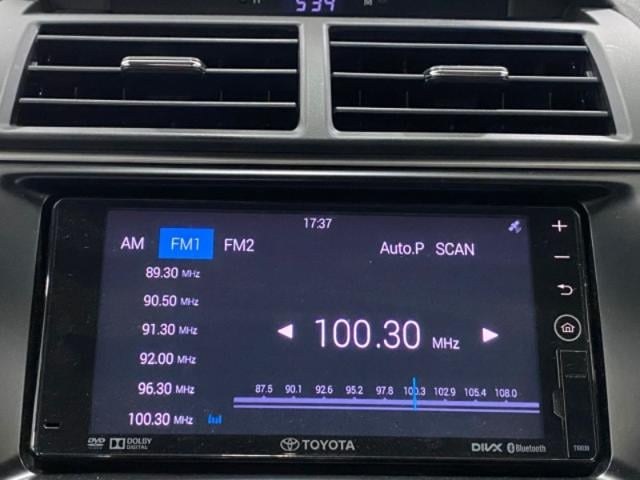 5:39
M
17:37
AM FM1 FM2 Auto.P SCAN
89.30 MHz
90.50 MHz
91.30 MHz
92.00 MHz
96.30 MHz
100.30 MHz
100.30 MHz
87.5 90.1 92.6 95.2 97.8 100.3 102.9 105.4 108.0
DVD DOLBY DIGITAL TOYOTA DIVX Bluetooth